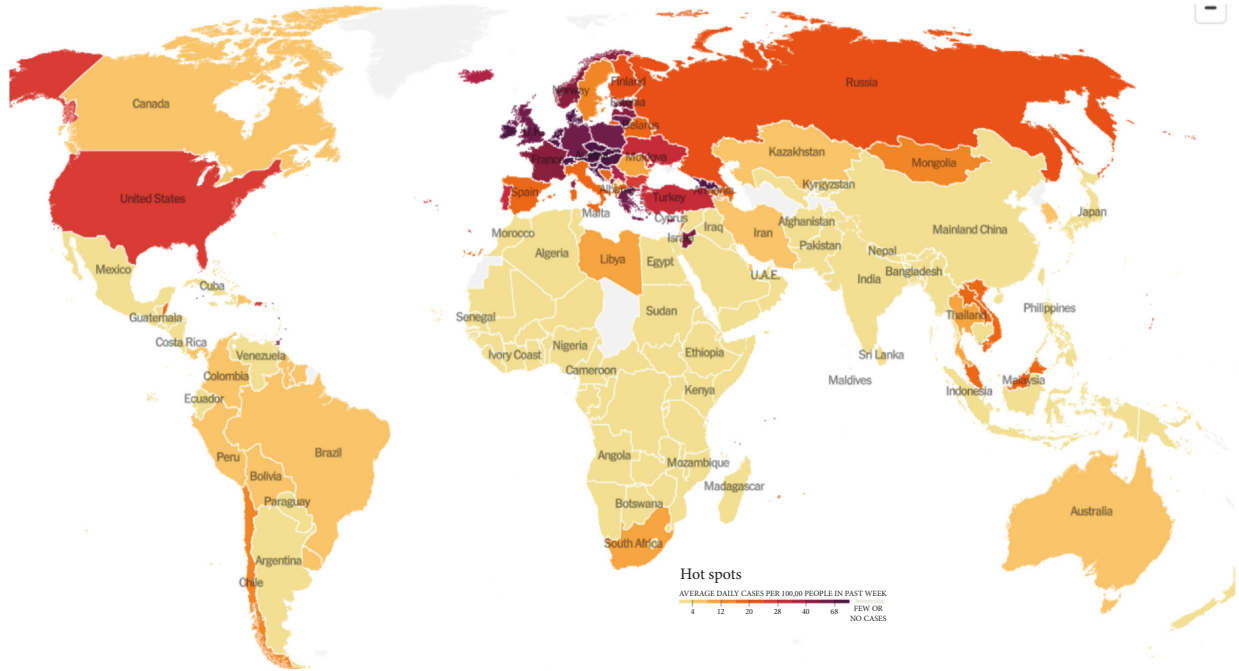 Canada
United States
Mexico
Cuba
Guatemala
Costa Rica
Venezuela
Colombia
Ecuador
Peru
Brazil
Bolivia
Paraguay
Argentina
Chile
Norway
Finland
Estonia
Belarus
U.K.
France
Moldova
Spain
Malta
Turkey
Armenia
Cyprus
Israel
Iraq
Iran
Russia
Kazakhstan
Mongolia
Kyrgyzstan
Afghanistan
Pakistan
Mainland China
Japan
Nepal
India
Bangladesh
U.A.E.
Morocco
Algeria
Libya
Egypt
Senegal
Sudan
Ivory Coast
Nigeria
Cameroon
Ethiopia
Kenya
Sri Lanka
Maldives
Thailand
Philippines
Malaysia
Indonesia
Angola
Mozambique
Madagascar
Botswana
South Africa
Australia
Hot spots
AVERAGE DAILY CASES PER 100,00 PEOPLE IN PAST WEEK
4 12 20 28 40 68 FEW OR
NO CASES